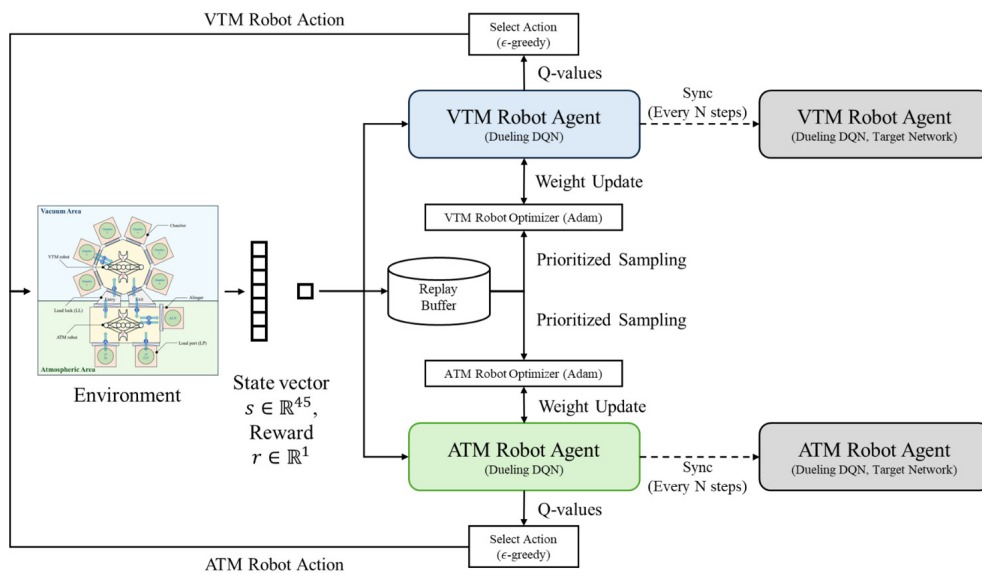 VTM Robot Action
Select Action
(ϵ-greedy)
Q-values
VTM Robot Agent
(Dueling DQN)
Sync
(Every N steps)
VTM Robot Agent
(Dueling DQN, Target Network)
Weight Update
VTM Robot Optimizer (Adam)
Prioritized Sampling
Replay
Buffer
Prioritized Sampling
ATM Robot Optimizer (Adam)
Weight Update
ATM Robot Agent
(Dueling DQN)
Sync
(Every N steps)
ATM Robot Agent
(Dueling DQN, Target Network)
Q-values
Select Action
(ϵ-greedy)
ATM Robot Action
Vacuum Area
Chamber
VTM robot
Load lock (LL)
Entry
Exit
ATM robot
Load port (LP)
Atmospheric Area
Environment
State vector
s ∈ ℝ⁴⁵,
Reward
r ∈ ℝ¹